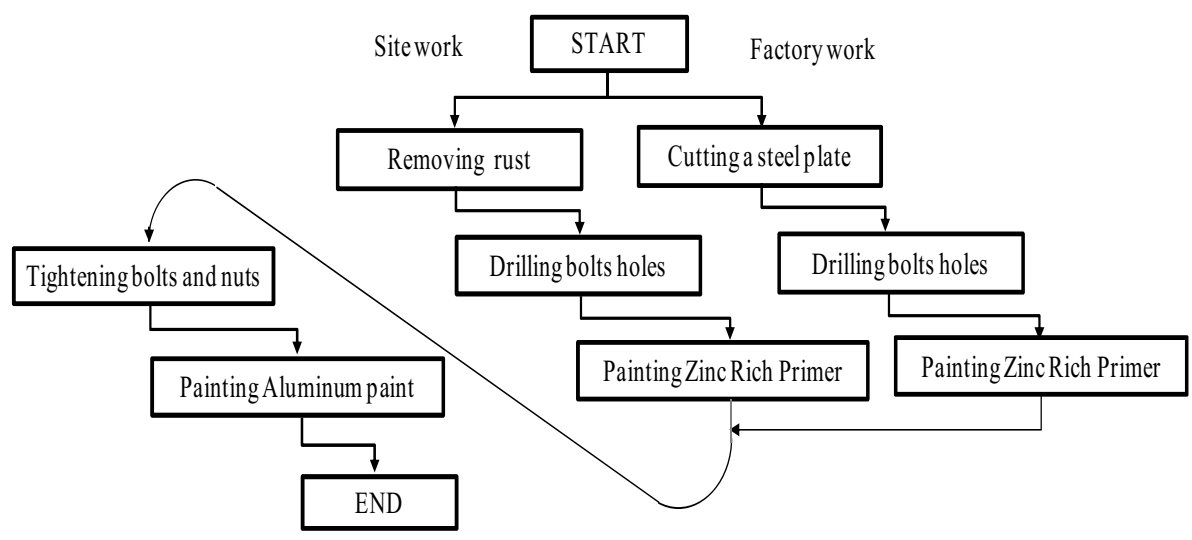 Site work
START
Factory work
Removing rust
Cutting a steel plate
Drilling bolts holes
Drilling bolts holes
Tightening bolts and nuts
Painting Zinc Rich Primer
Painting Zinc Rich Primer
Painting Aluminum paint
END